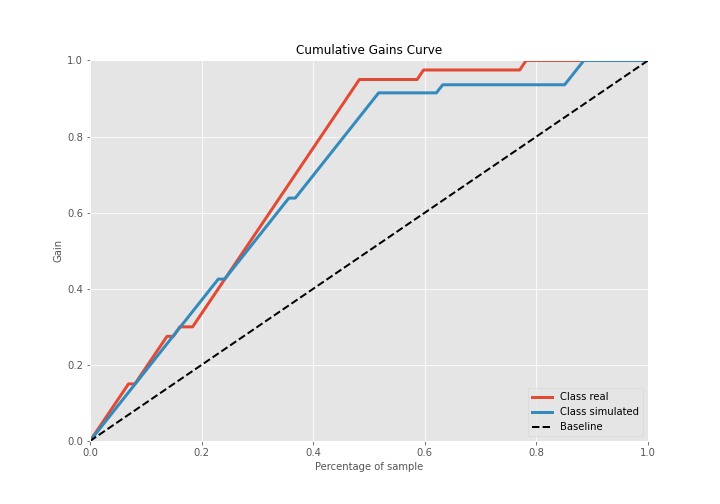 Cumulative Gains Curve
1.0
0.8
0.6
0.4
0.2
0.0
Gain
0.0 0.2 0.4 0.6 0.8 1.0
Percentage of sample
Class real
Class simulated
Baseline